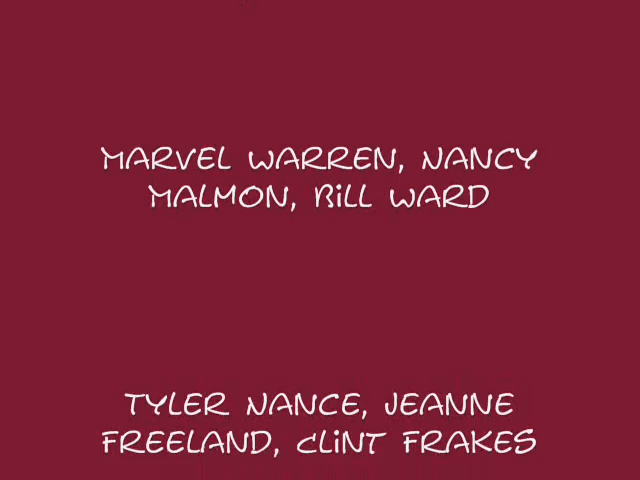 MARVEL WARREN, NANCY
MALMON, BiLL WARD
TYLER NANCE, JEANNE
FREELAND, CLiNT FRAKES